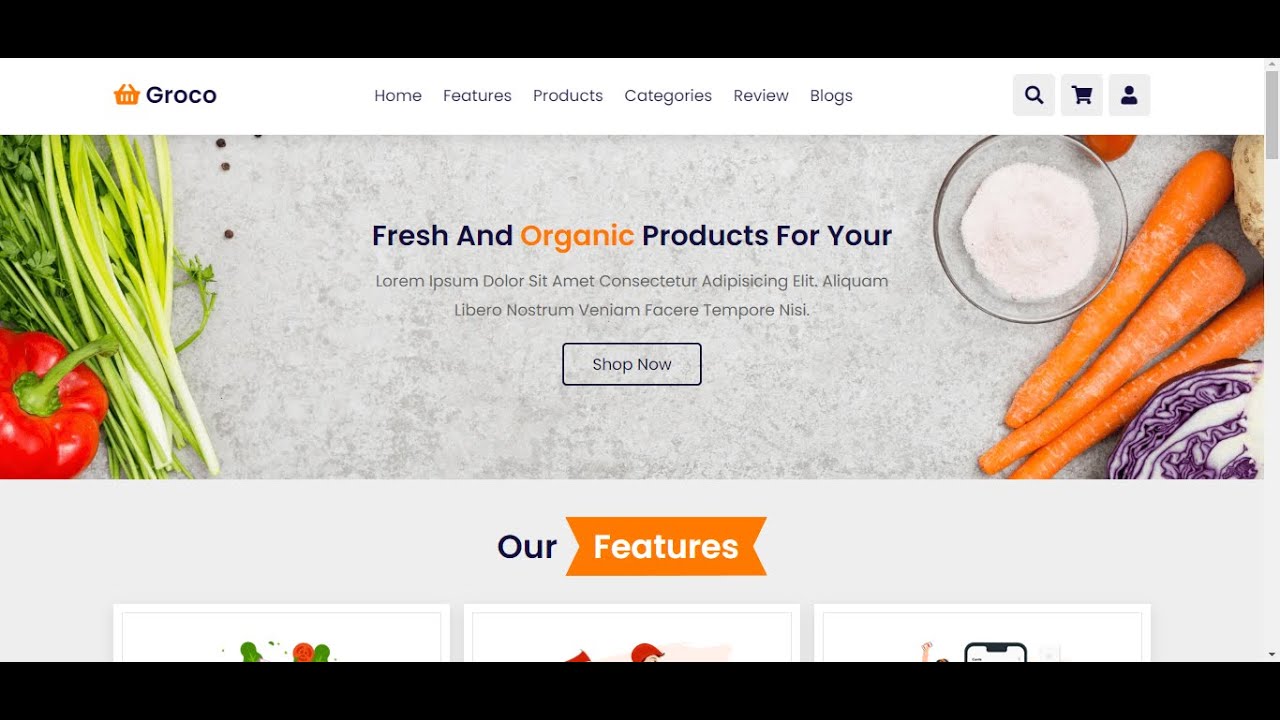 Groco
Home Features Products Categories Review Blogs
Fresh And Organic Products For Your
Lorem Ipsum Dolor Sit Amet Consectetur Adipisicing Elit. Aliquam
Libero Nostrum Veniam Facere Tempore Nisi.
Shop Now
Our Features